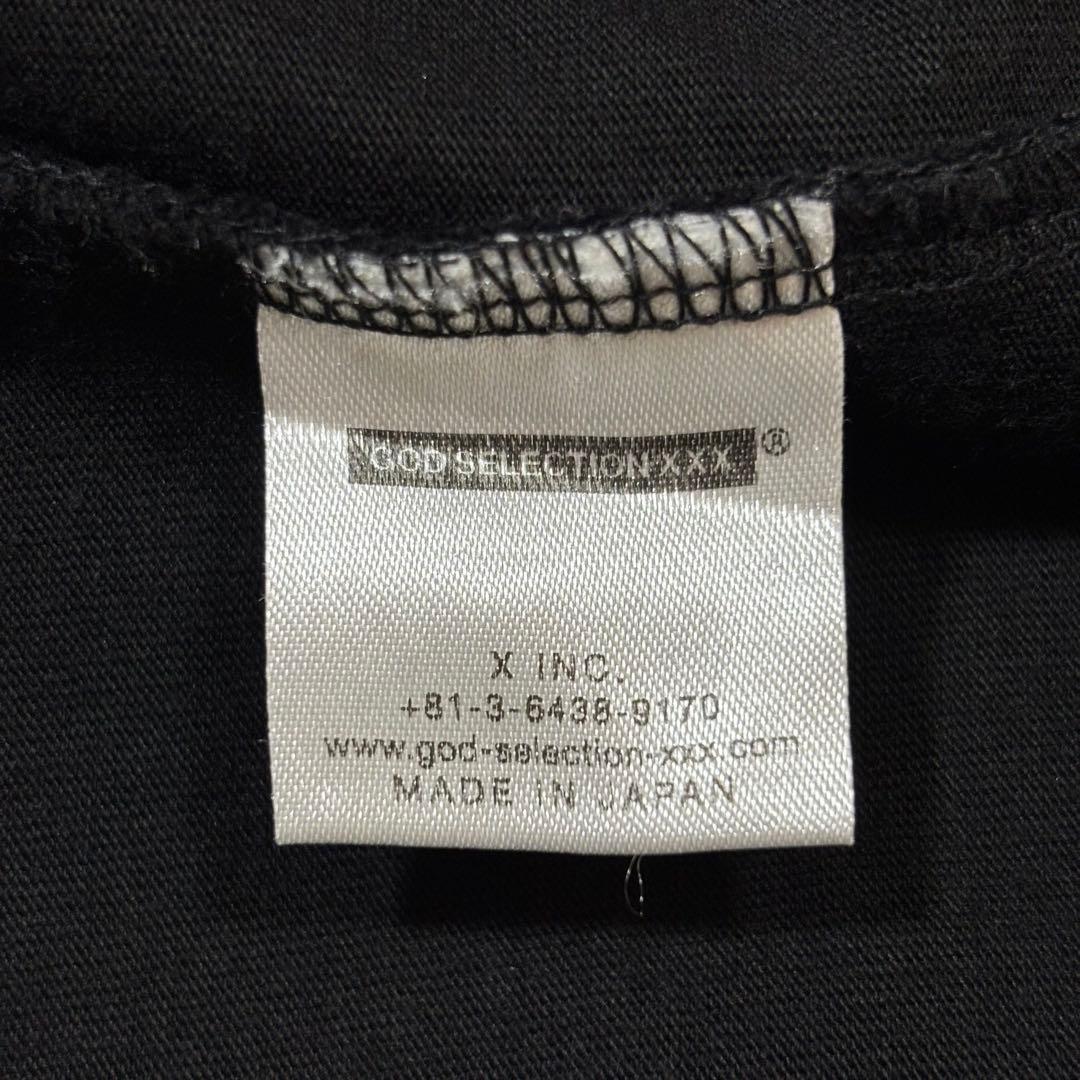 GOD SELECTION XXX ®
X INC.
+81-3-6438-9170
www.god-selection-xxx.com
MADE IN JAPAN